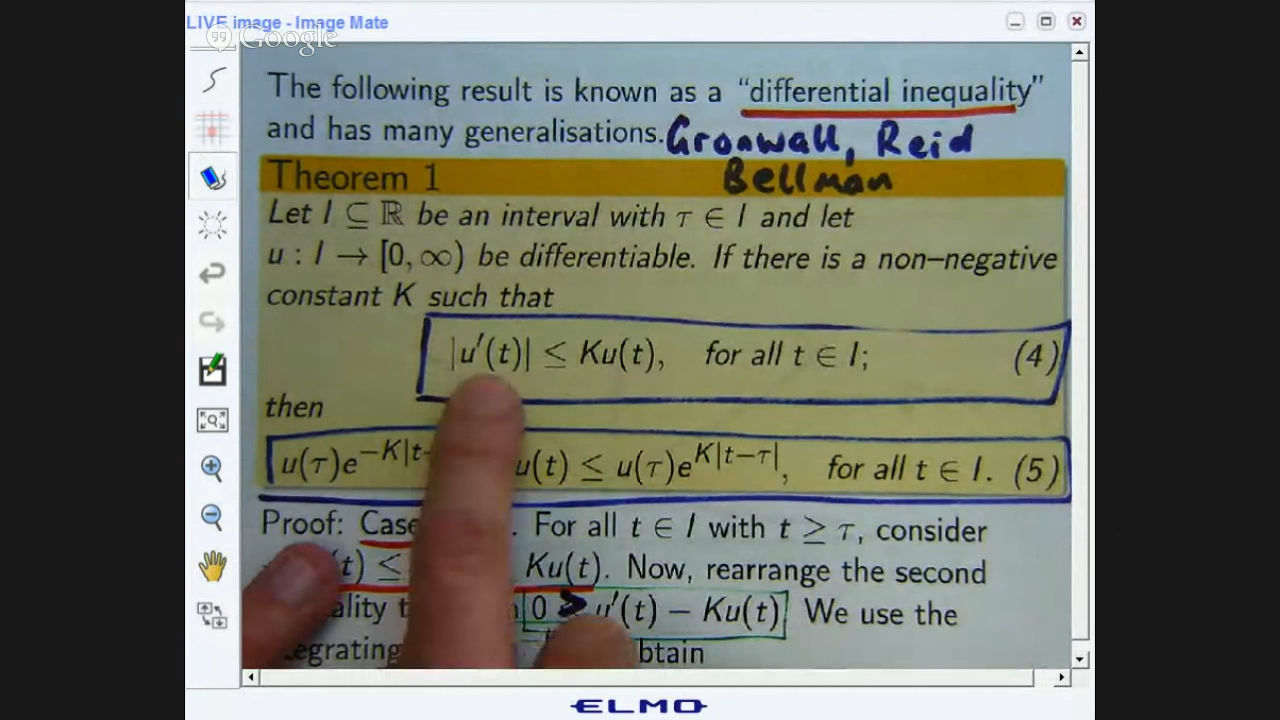 LIVE image - Image Mate
Google
The following result is known as a “differential inequality”
and has many generalisations. Gronwall, Reid
Bellman
Theorem 1
Let I ⊆ ℝ be an interval with τ ∈ I and let
u : I → [0, ∞) be differentiable. If there is a non–negative
constant K such that
|u′(t)| ≤ Ku(t), for all t ∈ I; (4)
then
u(τ)e^{-K|t- u(t) ≤ u(τ)e^{K|t−τ|}, for all t ∈ I. (5)
Proof: Case . For all t ∈ I with t ≥ τ, consider
(t) ≤ Ku(t). Now, rearrange the second
0 ≥ u′(t) − Ku(t) We use the
ELMO